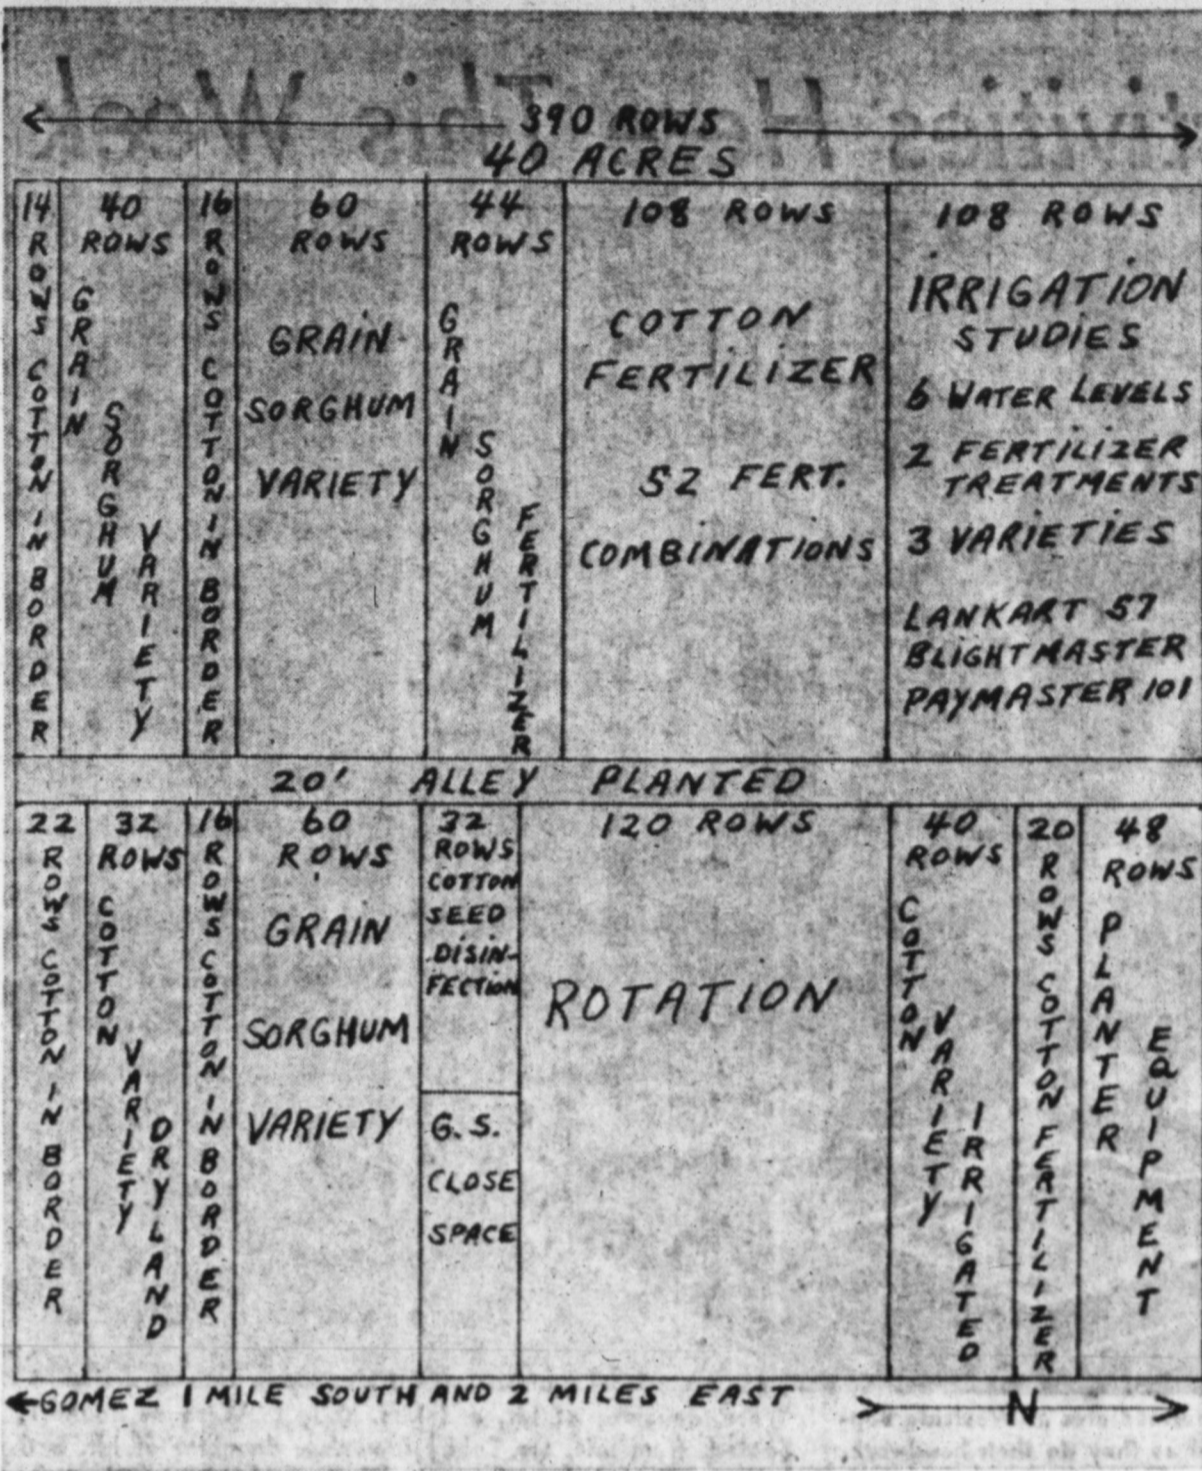 390 ROWS
40 ACRES
14 ROWS COTTON IN BORDER
40
ROWS
GRAIN
SORGHUM
VARIETY
16 ROWS COTTON IN BORDER
60
ROWS
GRAIN
SORGHUM
VARIETY
44
ROWS
GRAIN
SORGHUM
FERTILIZER
108 ROWS
COTTON
FERTILIZER
52 FERT.
COMBINATIONS
108 ROWS
IRRIGATION
STUDIES
6 WATER LEVELS
2 FERTILIZER
TREATMENTS
3 VARIETIES
LANKART 57
BLIGHTMASTER
PAYMASTER 101
20' ALLEY PLANTED
22
ROWS COTTON IN BORDER
32
ROWS
COTTON
VARIETY
DRYLAND
16
ROWS COTTON IN BORDER
60
ROWS
GRAIN
SORGHUM
VARIETY
32
ROWS
COTTON
SEED
DISIN-
FECTION
G.S.
CLOSE
SPACE
120 ROWS
ROTATION
40
ROWS
COTTON
VARIETY
IRRIGATED
20
ROWS COTTON FERTILIZER
48
ROWS
PLANTER
EQUIPMENT
GOMEZ 1 MILE SOUTH AND 2 MILES EAST
N